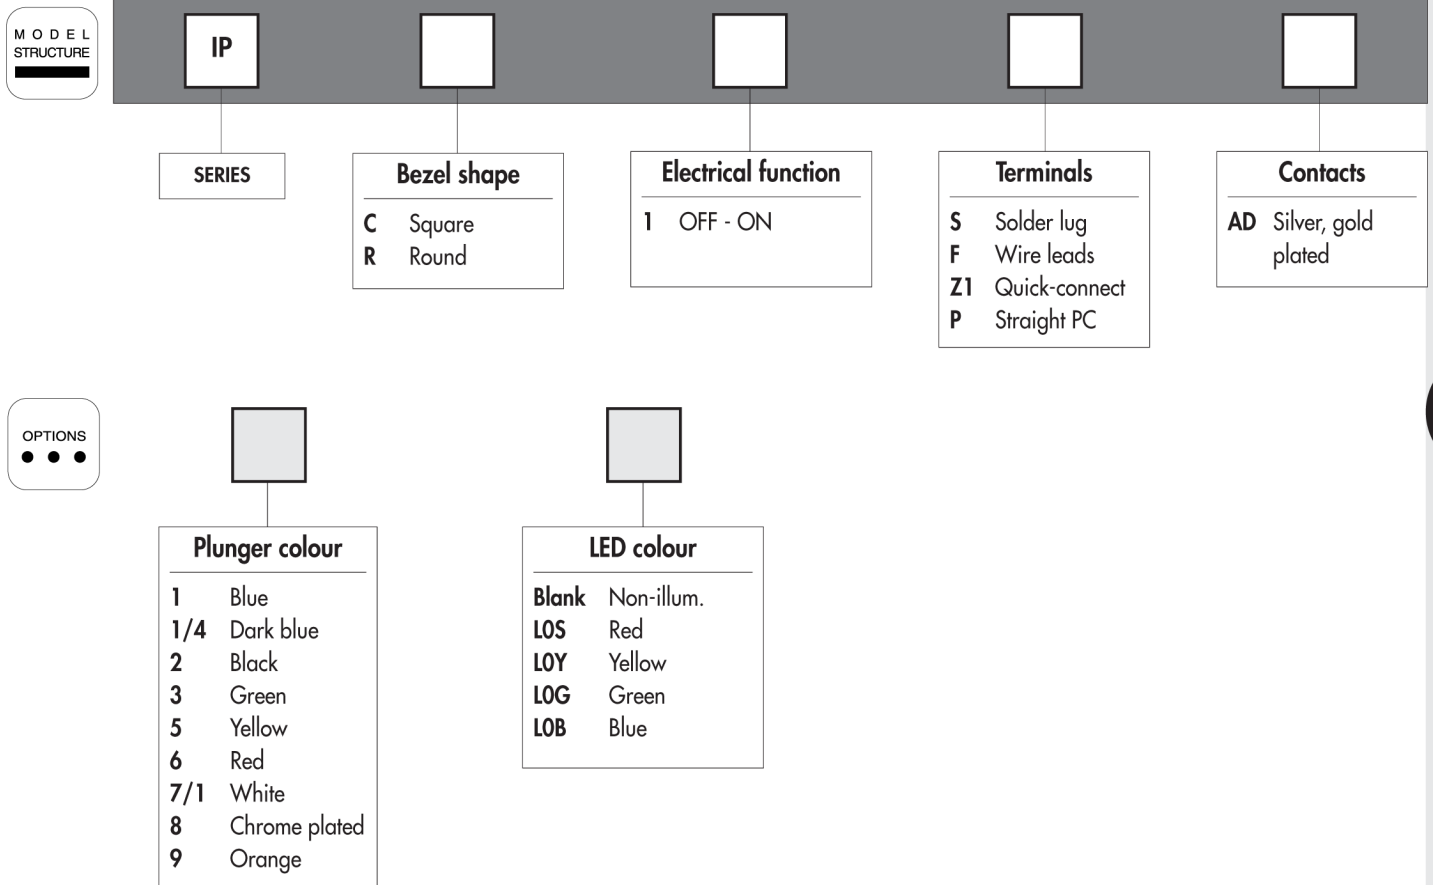 MODEL
STRUCTURE
IP
SERIES
Bezel shape
C Square
R Round
Electrical function
1 OFF - ON
Terminals
S Solder lug
F Wire leads
Z1 Quick-connect
P Straight PC
Contacts
AD Silver, gold
plated
OPTIONS
Plunger colour
1 Blue
1/4 Dark blue
2 Black
3 Green
5 Yellow
6 Red
7/1 White
8 Chrome plated
9 Orange
LED colour
Blank Non-illum.
L0S Red
L0Y Yellow
L0G Green
L0B Blue